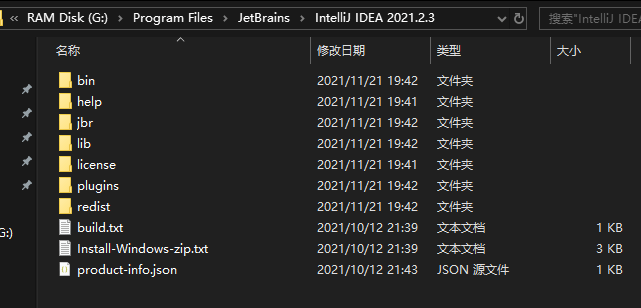 « RAM Disk (G:) › Program Files › JetBrains › IntelliJ IDEA 2021.2.3
搜索"IntelliJ IDEA
名称 修改日期 类型 大小
bin 2021/11/21 19:42 文件夹
help 2021/11/21 19:41 文件夹
jbr 2021/11/21 19:42 文件夹
lib 2021/11/21 19:42 文件夹
license 2021/11/21 19:41 文件夹
plugins 2021/11/21 19:42 文件夹
redist 2021/11/21 19:42 文件夹
G:) build.txt 2021/10/12 21:39 文本文档 1 KB
Install-Windows-zip.txt 2021/10/12 21:39 文本文档 3 KB
product-info.json 2021/10/12 21:43 JSON 源文件 1 KB